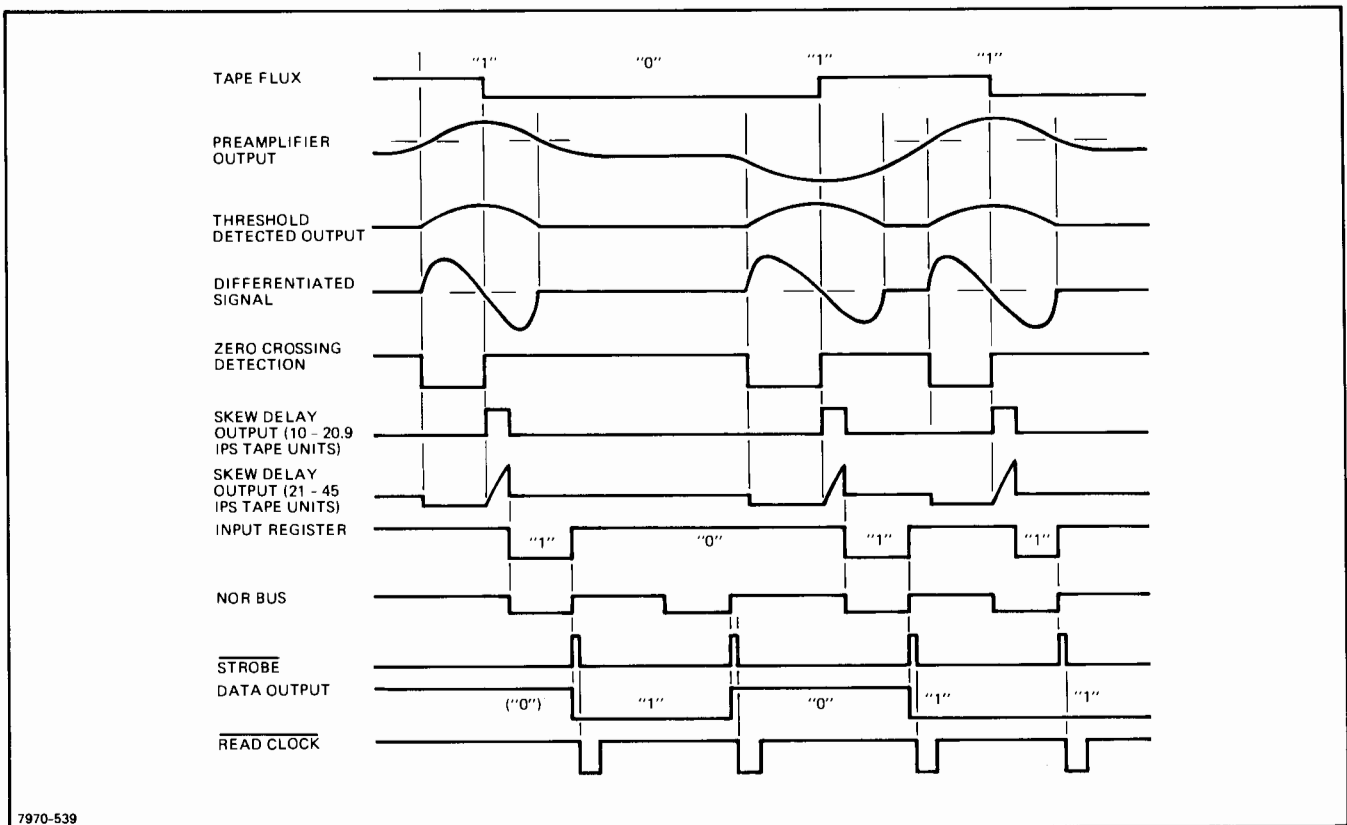 "1" "0" "1" "1"
TAPE FLUX
PREAMPLIFIER
OUTPUT
THRESHOLD
DETECTED OUTPUT
DIFFERENTIATED
SIGNAL
ZERO CROSSING
DETECTION
SKEW DELAY
OUTPUT (10 - 20.9
IPS TAPE UNITS)
SKEW DELAY
OUTPUT (21 - 45
IPS TAPE UNITS)
INPUT REGISTER
"1" "0" "1" "1"
NOR BUS
STROBE
DATA OUTPUT
("0") "1" "0" "1" "1"
READ CLOCK
7970-539